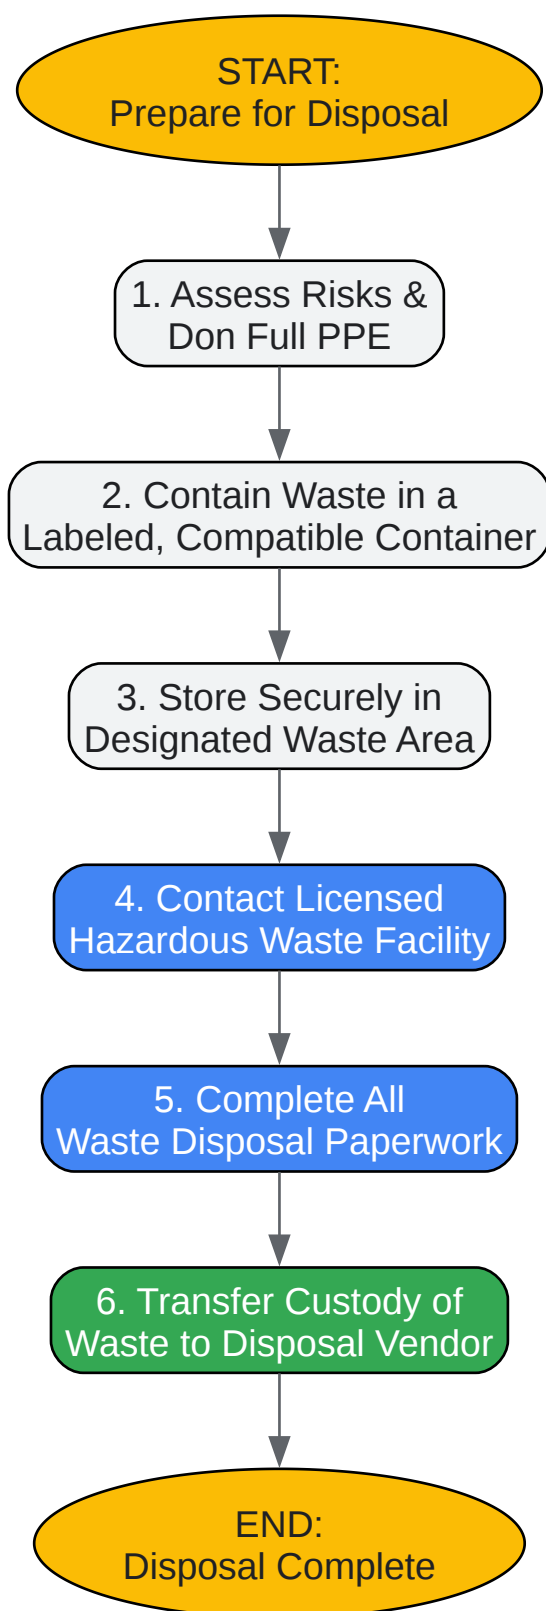 START:
Prepare for Disposal
1. Assess Risks &
Don Full PPE
2. Contain Waste in a
Labeled, Compatible Container
3. Store Securely in
Designated Waste Area
4. Contact Licensed
Hazardous Waste Facility
5. Complete All
Waste Disposal Paperwork
6. Transfer Custody of
Waste to Disposal Vendor
END:
Disposal Complete